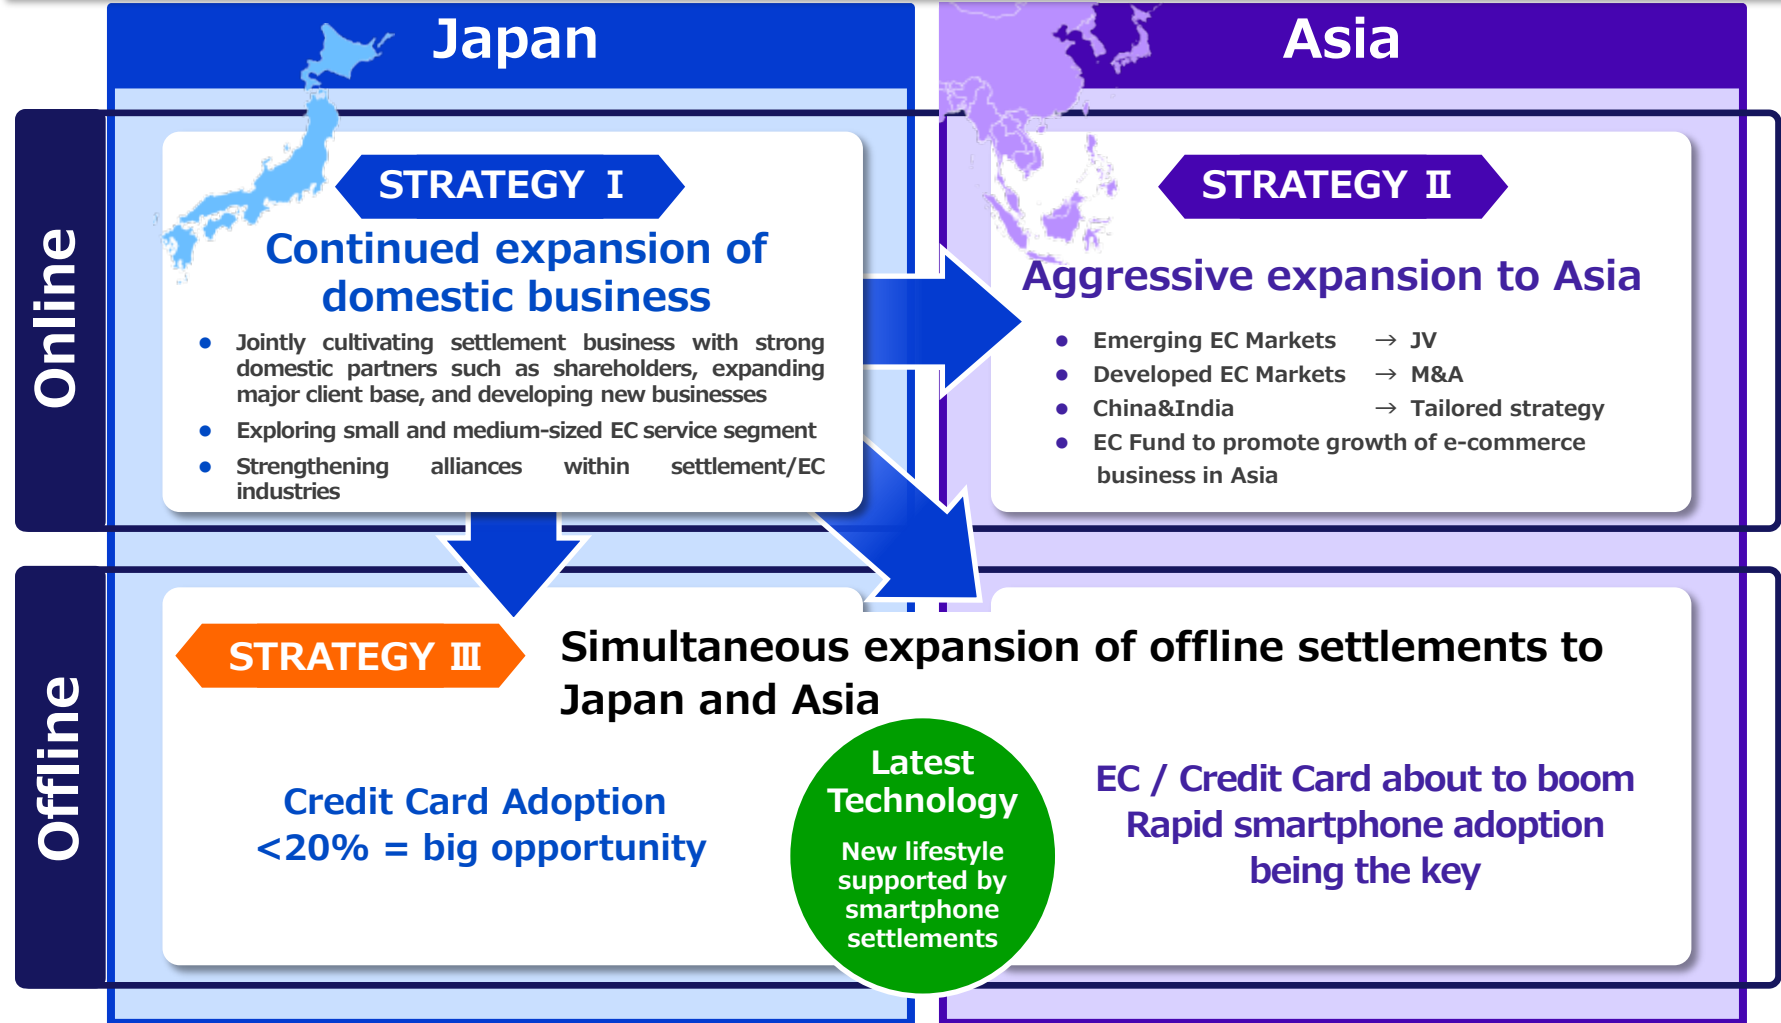 Japan
Asia
Online
STRATEGY Ⅰ
Continued expansion of
domestic business
● Jointly cultivating settlement business with strong
domestic partners such as shareholders, expanding
major client base, and developing new businesses
● Exploring small and medium-sized EC service segment
● Strengthening alliances within settlement/EC
industries
STRATEGY Ⅱ
Aggressive expansion to Asia
● Emerging EC Markets → JV
● Developed EC Markets → M&A
● China&India → Tailored strategy
● EC Fund to promote growth of e-commerce
business in Asia
Offline
STRATEGY Ⅲ
Simultaneous expansion of offline settlements to
Japan and Asia
Credit Card Adoption
<20% = big opportunity
Latest
Technology
New lifestyle
supported by
smartphone
settlements
EC / Credit Card about to boom
Rapid smartphone adoption
being the key